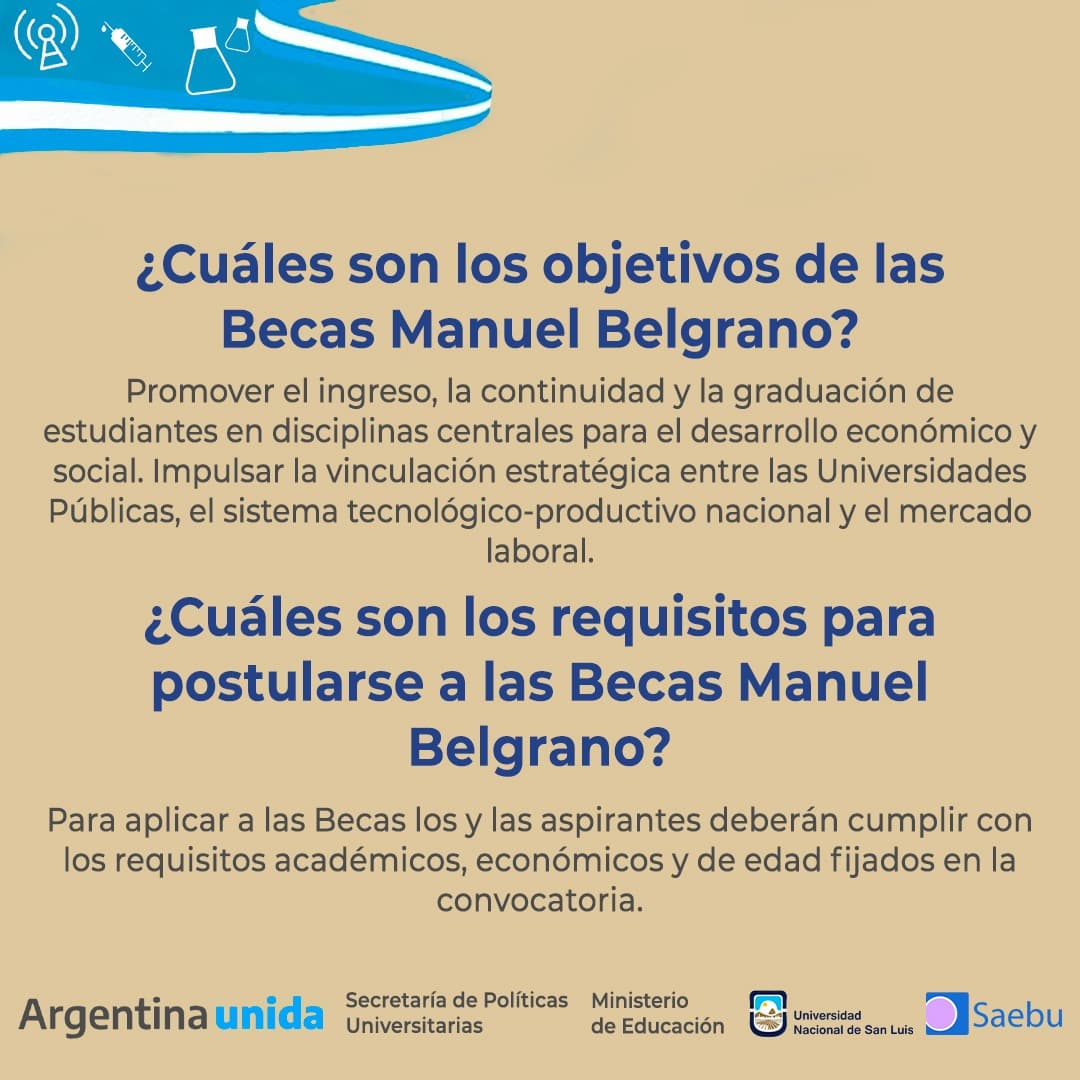 ¿Cuáles son los objetivos de las
Becas Manuel Belgrano?
Promover el ingreso, la continuidad y la graduación de
estudiantes en disciplinas centrales para el desarrollo económico y
social. Impulsar la vinculación estratégica entre las Universidades
Públicas, el sistema tecnológico-productivo nacional y el mercado
laboral.
¿Cuáles son los requisitos para
postularse a las Becas Manuel
Belgrano?
Para aplicar a las Becas los y las aspirantes deberán cumplir con
los requisitos académicos, económicos y de edad fijados en la
convocatoria.
Argentina unida
Secretaría de Políticas
Universitarias
Ministerio
de Educación
Universidad
Nacional de San Luis
Saebu